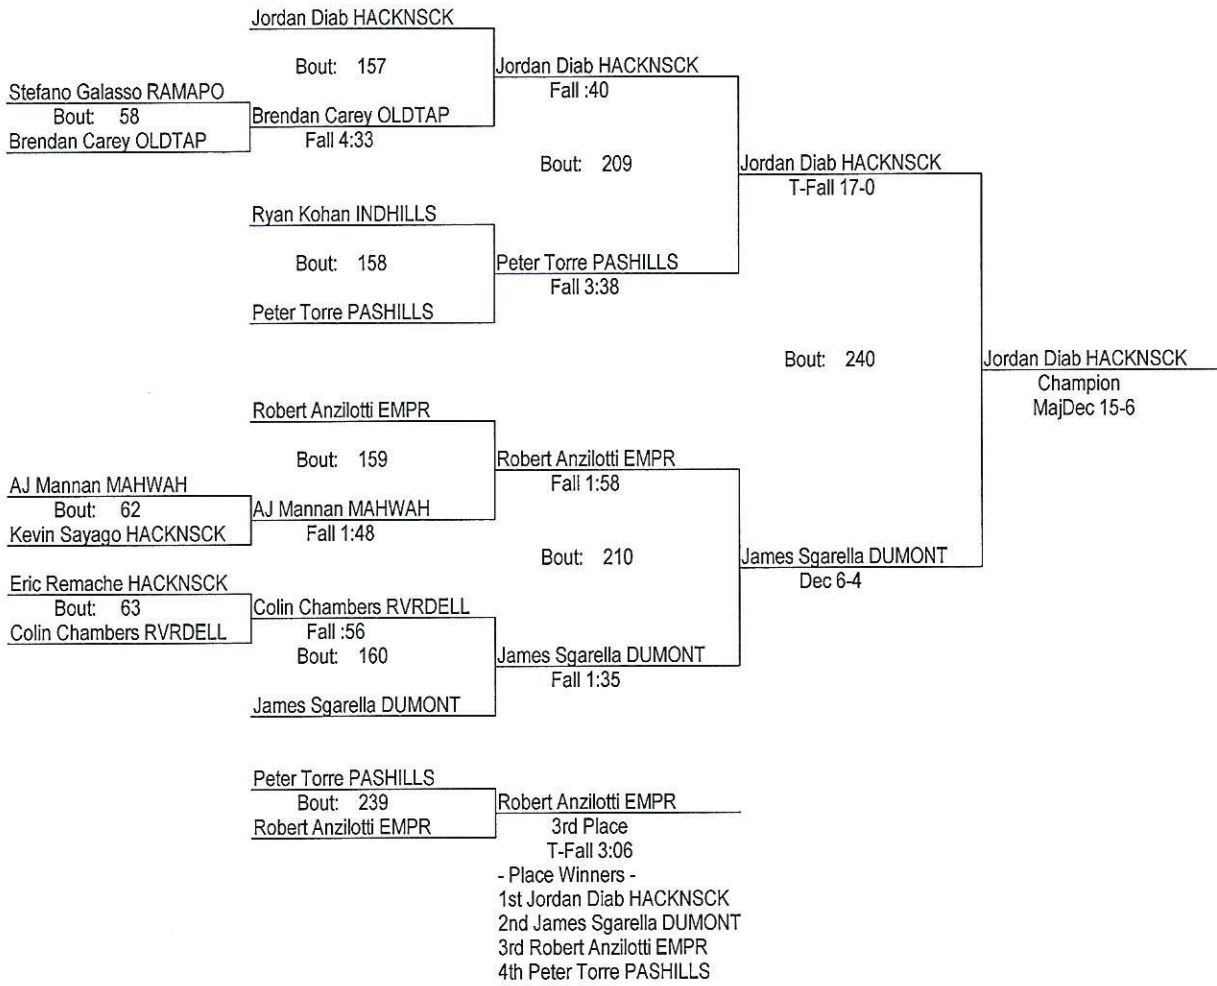 Jordan Diab HACKNSCK
Bout: 157
Stefano Galasso RAMAPO
Bout: 58
Brendan Carey OLDTAP
Brendan Carey OLDTAP
Fall 4:33
Jordan Diab HACKNSCK
Fall :40
Bout: 209
Ryan Kohan INDHILLS
Bout: 158
Peter Torre PASHILLS
Peter Torre PASHILLS
Fall 3:38
Jordan Diab HACKNSCK
T-Fall 17-0
Bout: 240
Jordan Diab HACKNSCK
Champion
MajDec 15-6
Robert Anzilotti EMPR
Bout: 159
AJ Mannan MAHWAH
Bout: 62
Kevin Sayago HACKNSCK
AJ Mannan MAHWAH
Fall 1:48
Robert Anzilotti EMPR
Fall 1:58
Bout: 210
Eric Remache HACKNSCK
Bout: 63
Colin Chambers RVRDELL
Colin Chambers RVRDELL
Fall :56
Bout: 160
James Sgarella DUMONT
James Sgarella DUMONT
Fall 1:35
James Sgarella DUMONT
Dec 6-4
Peter Torre PASHILLS
Bout: 239
Robert Anzilotti EMPR
Robert Anzilotti EMPR
3rd Place
T-Fall 3:06
- Place Winners -
1st Jordan Diab HACKNSCK
2nd James Sgarella DUMONT
3rd Robert Anzilotti EMPR
4th Peter Torre PASHILLS